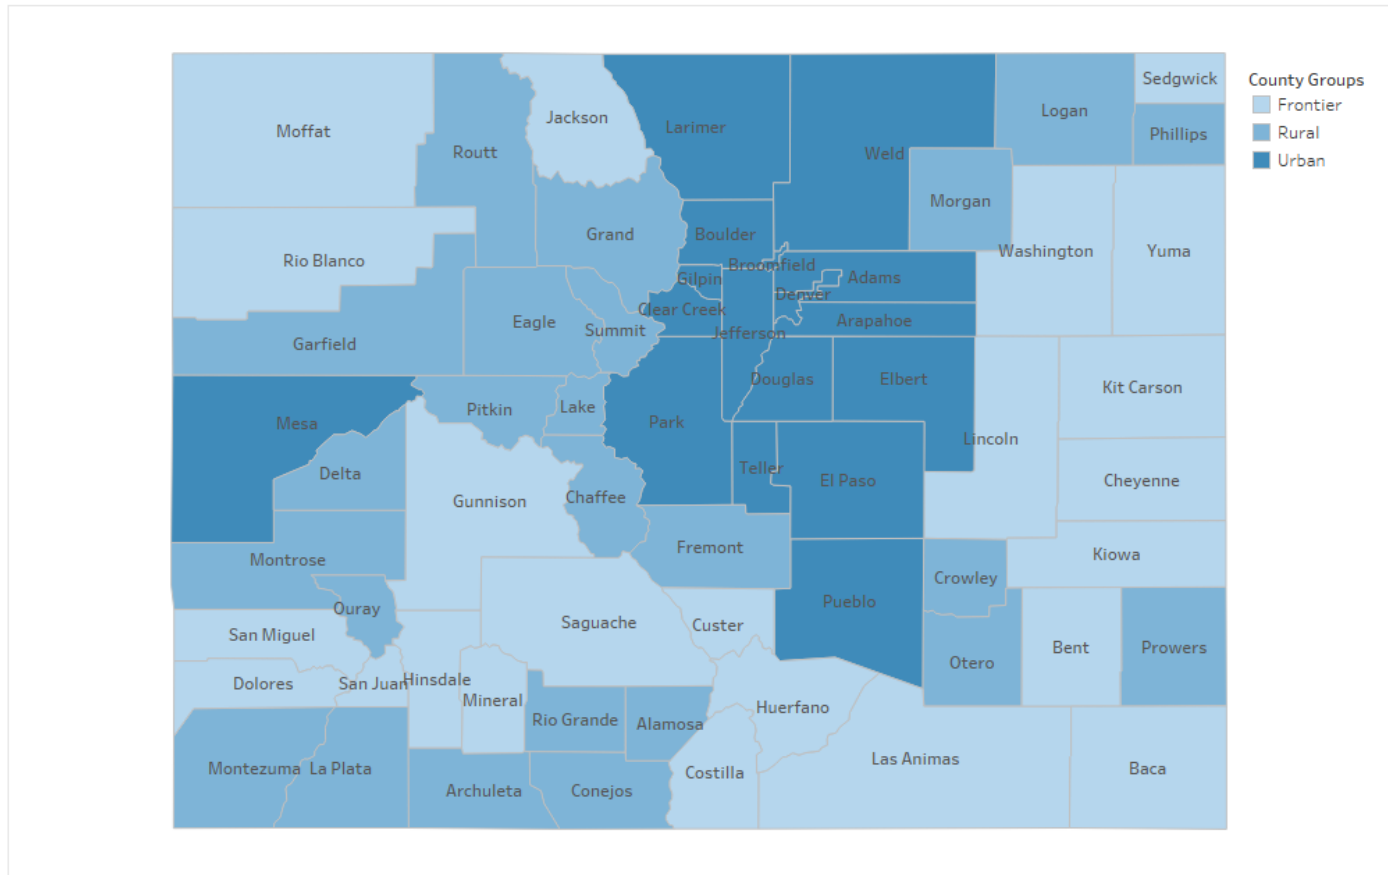 County Groups
Frontier
Rural
Urban
Sedgwick
Logan
Phillips
Moffat
Jackson
Larimer
Routt
Weld
Morgan
Grand
Boulder
Washington
Yuma
Rio Blanco
Broomfield
Gilpin
Adams
Denver
Clear Creek
Eagle
Summit
Arapahoe
Jefferson
Garfield
Douglas
Elbert
Kit Carson
Pitkin
Lake
Mesa
Park
Lincoln
Delta
Teller
El Paso
Cheyenne
Gunnison
Chaffee
Fremont
Kiowa
Montrose
Crowley
Pueblo
Ouray
Saguache
Custer
San Miguel
Bent
Prowers
Otero
Dolores
San Juan
Hinsdale
Mineral
Huerfano
Rio Grande
Alamosa
Las Animas
Montezuma
La Plata
Costilla
Baca
Archuleta
Conejos